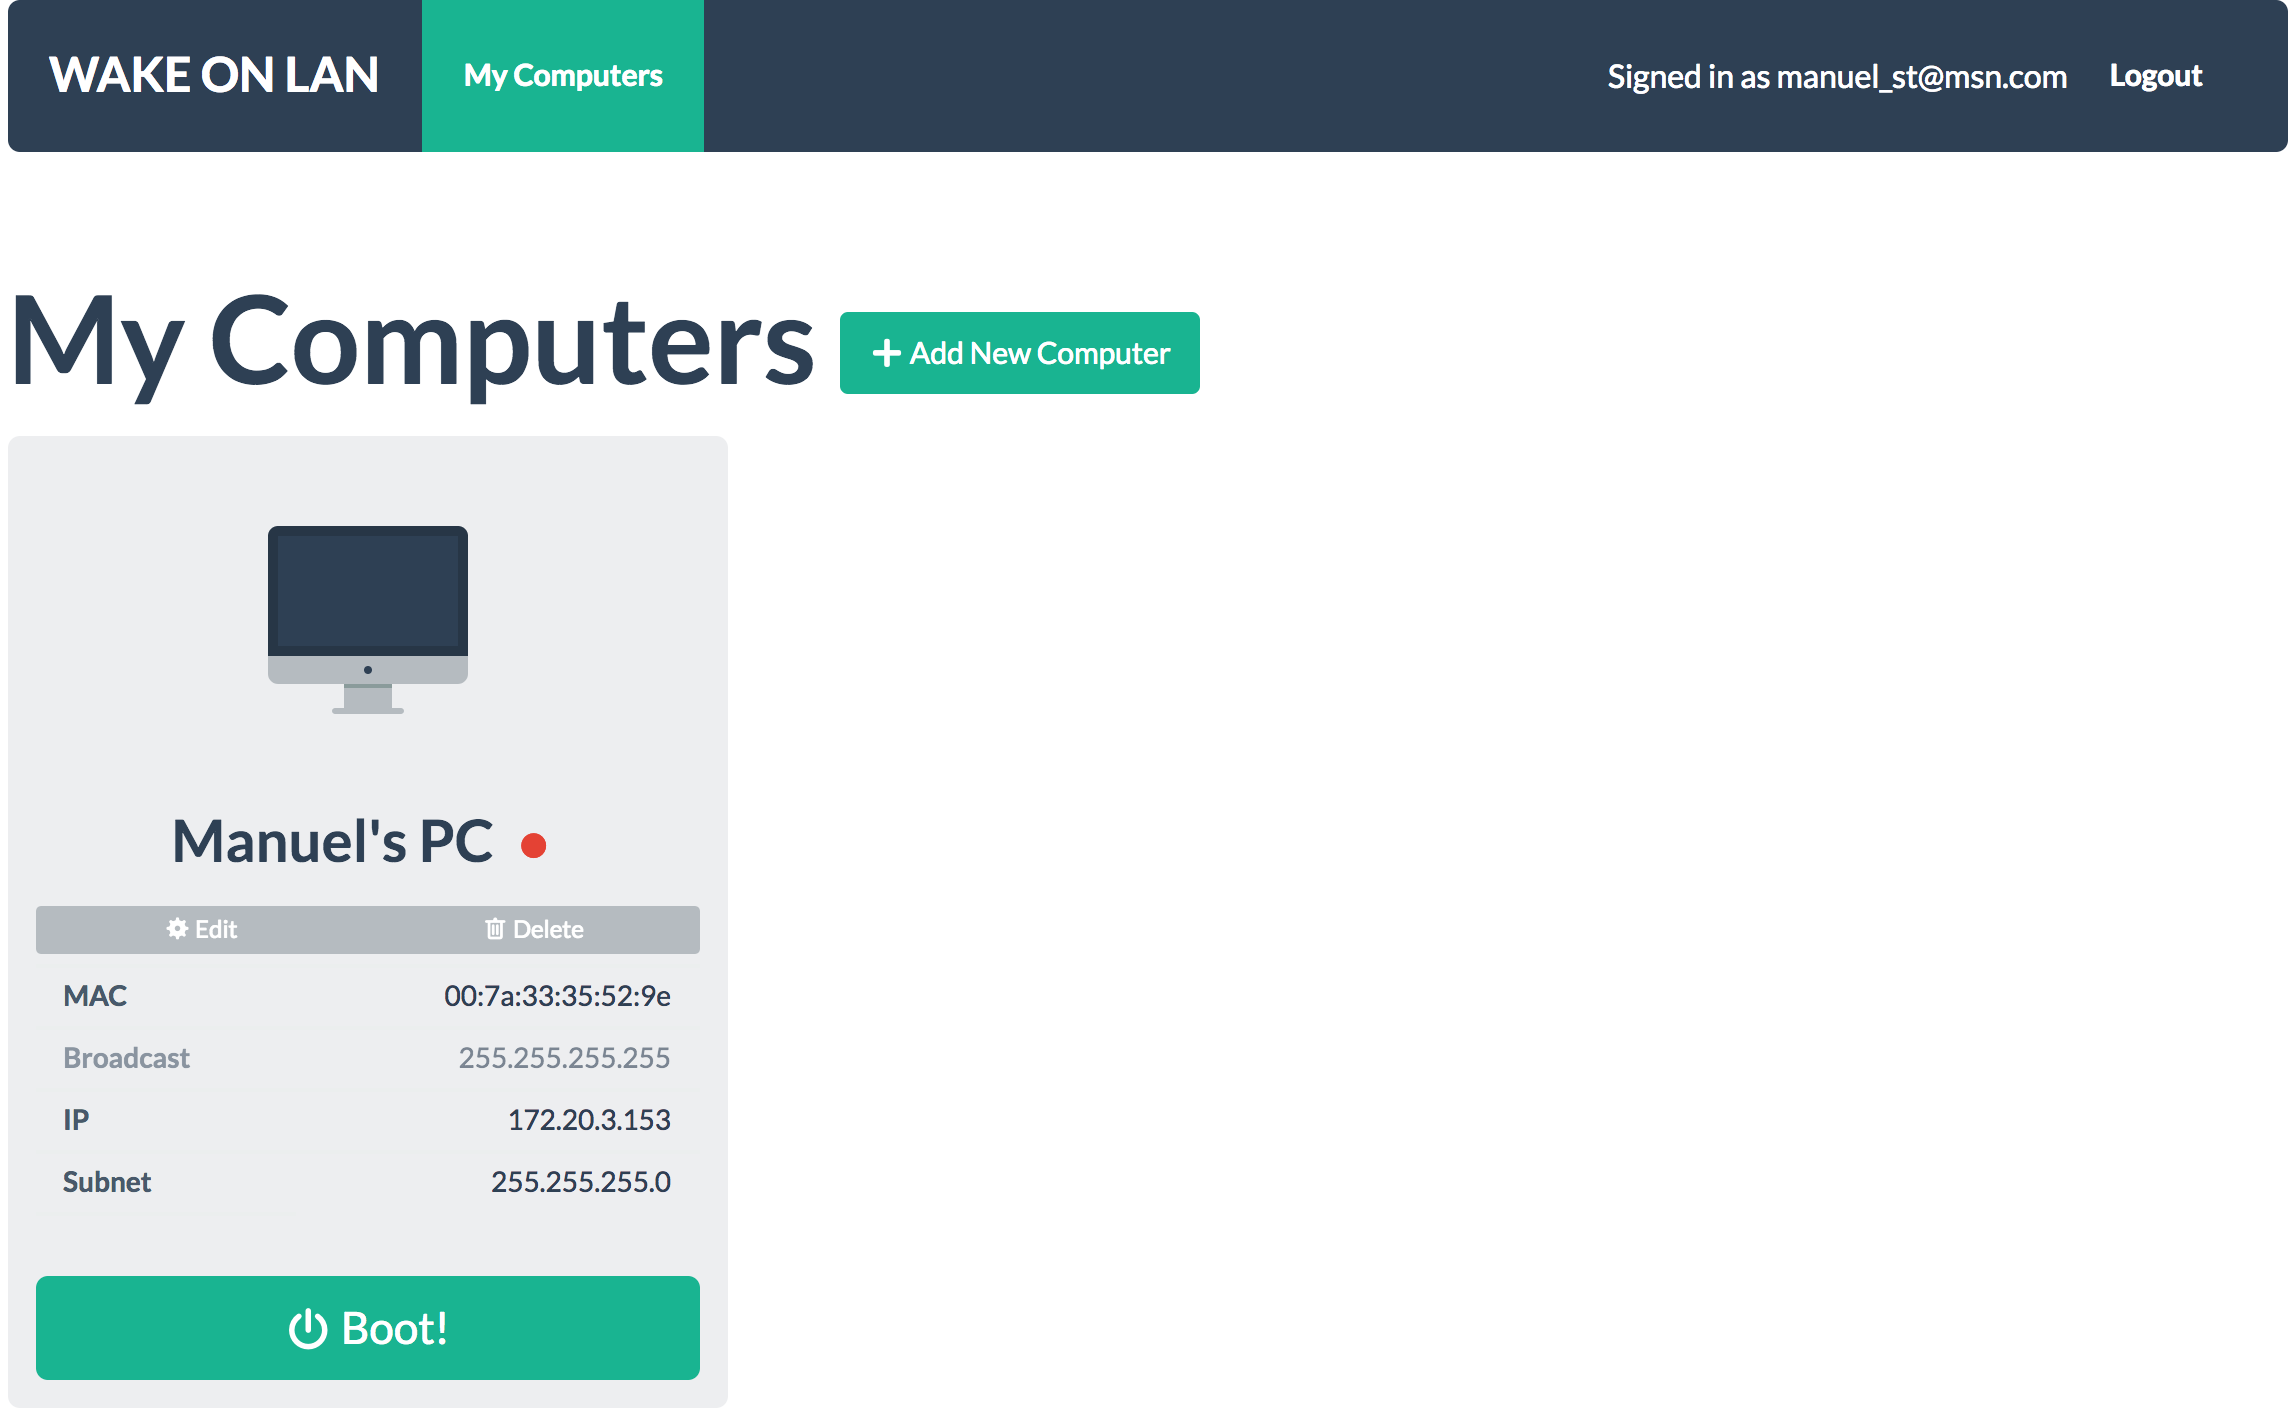 WAKE ON LAN My Computers Signed in as manuel_st@msn.com Logout
My Computers Add New Computer
Manuel's PC
Edit Delete
MAC 00:7a:33:35:52:9e
Broadcast 255.255.255.255
IP 172.20.3.153
Subnet 255.255.255.0
Boot!